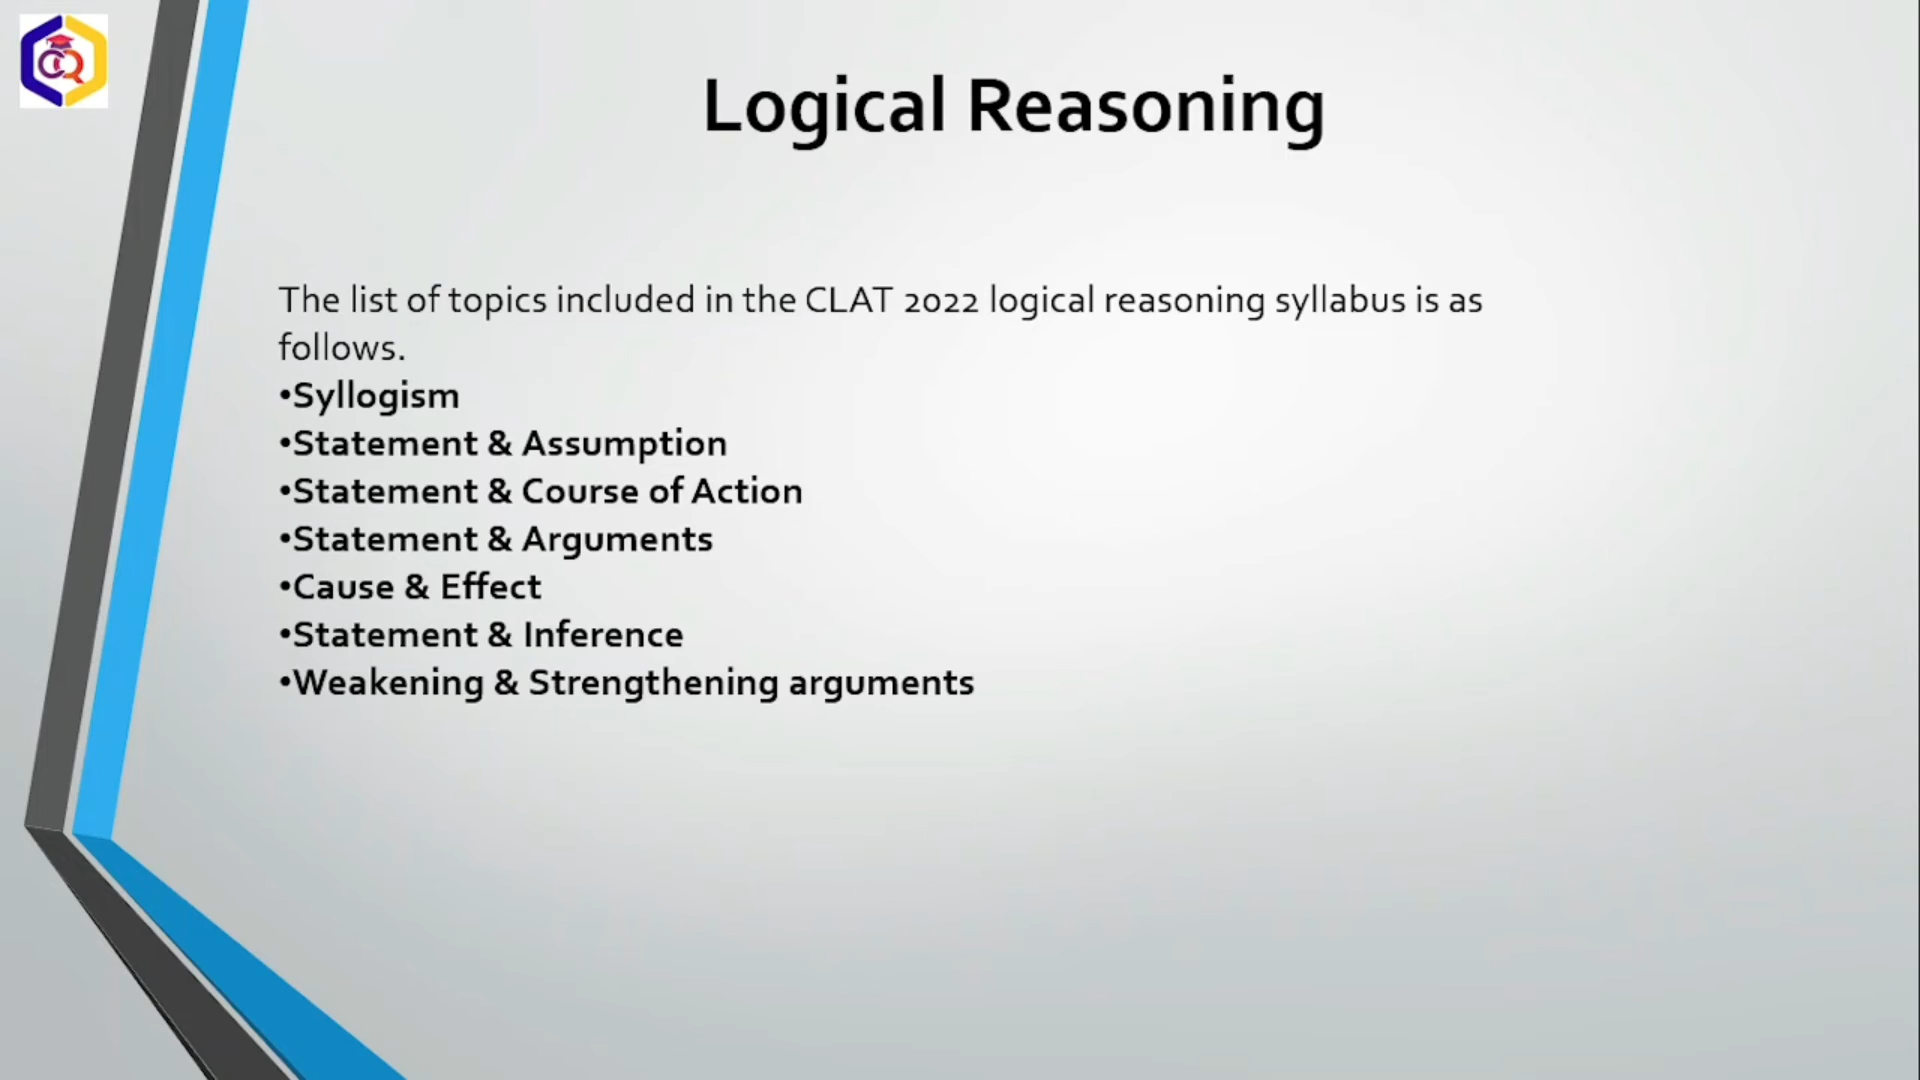 CQ
Logical Reasoning
The list of topics included in the CLAT 2022 logical reasoning syllabus is as
follows.
•Syllogism
•Statement & Assumption
•Statement & Course of Action
•Statement & Arguments
•Cause & Effect
•Statement & Inference
•Weakening & Strengthening arguments